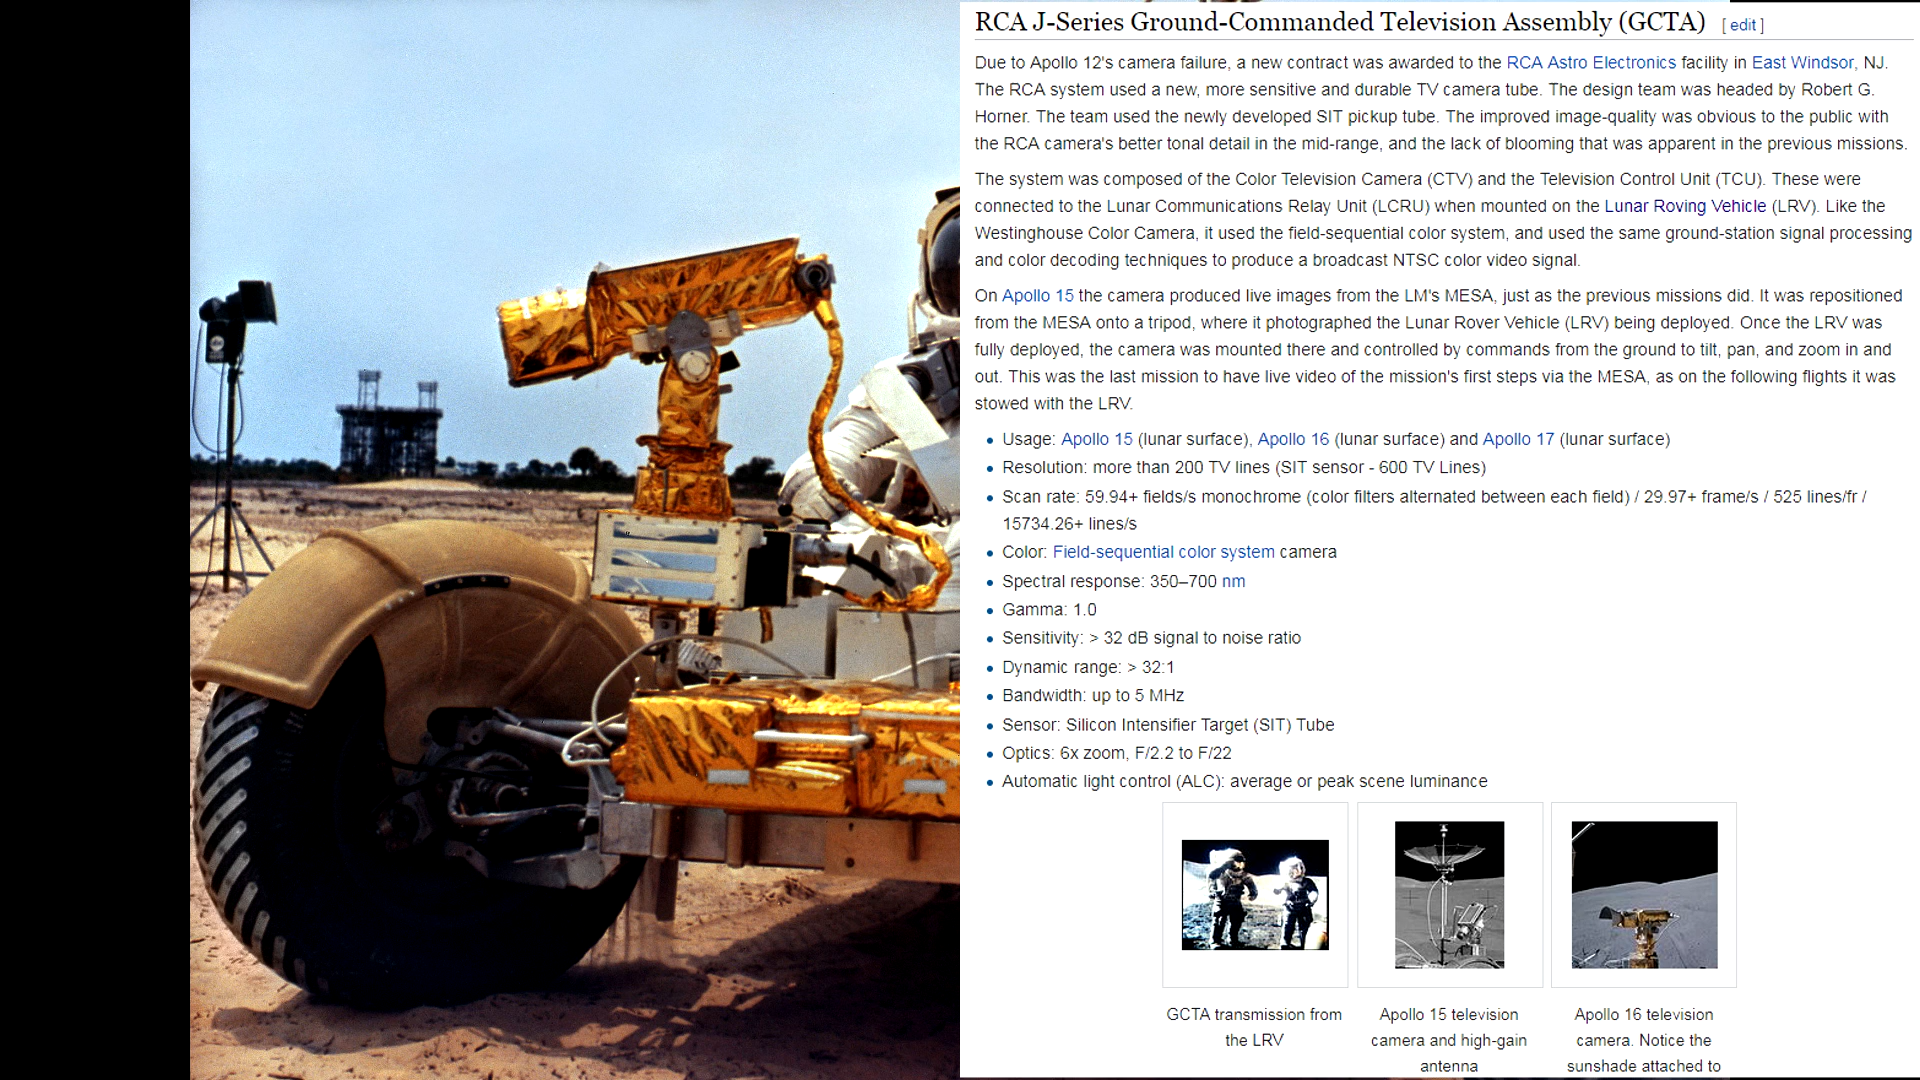 RCA J-Series Ground-Commanded Television Assembly (GCTA) [ edit ]
Due to Apollo 12's camera failure, a new contract was awarded to the RCA Astro Electronics facility in East Windsor, NJ.
The RCA system used a new, more sensitive and durable TV camera tube. The design team was headed by Robert G.
Horner. The team used the newly developed SIT pickup tube. The improved image-quality was obvious to the public with
the RCA camera's better tonal detail in the mid-range, and the lack of blooming that was apparent in the previous missions.
The system was composed of the Color Television Camera (CTV) and the Television Control Unit (TCU). These were
connected to the Lunar Communications Relay Unit (LCRU) when mounted on the Lunar Roving Vehicle (LRV). Like the
Westinghouse Color Camera, it used the field-sequential color system, and used the same ground-station signal processing
and color decoding techniques to produce a broadcast NTSC color video signal.
On Apollo 15 the camera produced live images from the LM's MESA, just as the previous missions did. It was repositioned
from the MESA onto a tripod, where it photographed the Lunar Rover Vehicle (LRV) being deployed. Once the LRV was
fully deployed, the camera was mounted there and controlled by commands from the ground to tilt, pan, and zoom in and
out. This was the last mission to have live video of the mission's first steps via the MESA, as on the following flights it was
stowed with the LRV.
• Usage: Apollo 15 (lunar surface), Apollo 16 (lunar surface) and Apollo 17 (lunar surface)
• Resolution: more than 200 TV lines (SIT sensor - 600 TV Lines)
• Scan rate: 59.94+ fields/s monochrome (color filters alternated between each field) / 29.97+ frame/s / 525 lines/fr /
15734.26+ lines/s
• Color: Field-sequential color system camera
• Spectral response: 350–700 nm
• Gamma: 1.0
• Sensitivity: > 32 dB signal to noise ratio
• Dynamic range: > 32:1
• Bandwidth: up to 5 MHz
• Sensor: Silicon Intensifier Target (SIT) Tube
• Optics: 6x zoom, F/2.2 to F/22
• Automatic light control (ALC): average or peak scene luminance
GCTA transmission from
the LRV
Apollo 15 television
camera and high-gain
antenna
Apollo 16 television
camera. Notice the
sunshade attached to